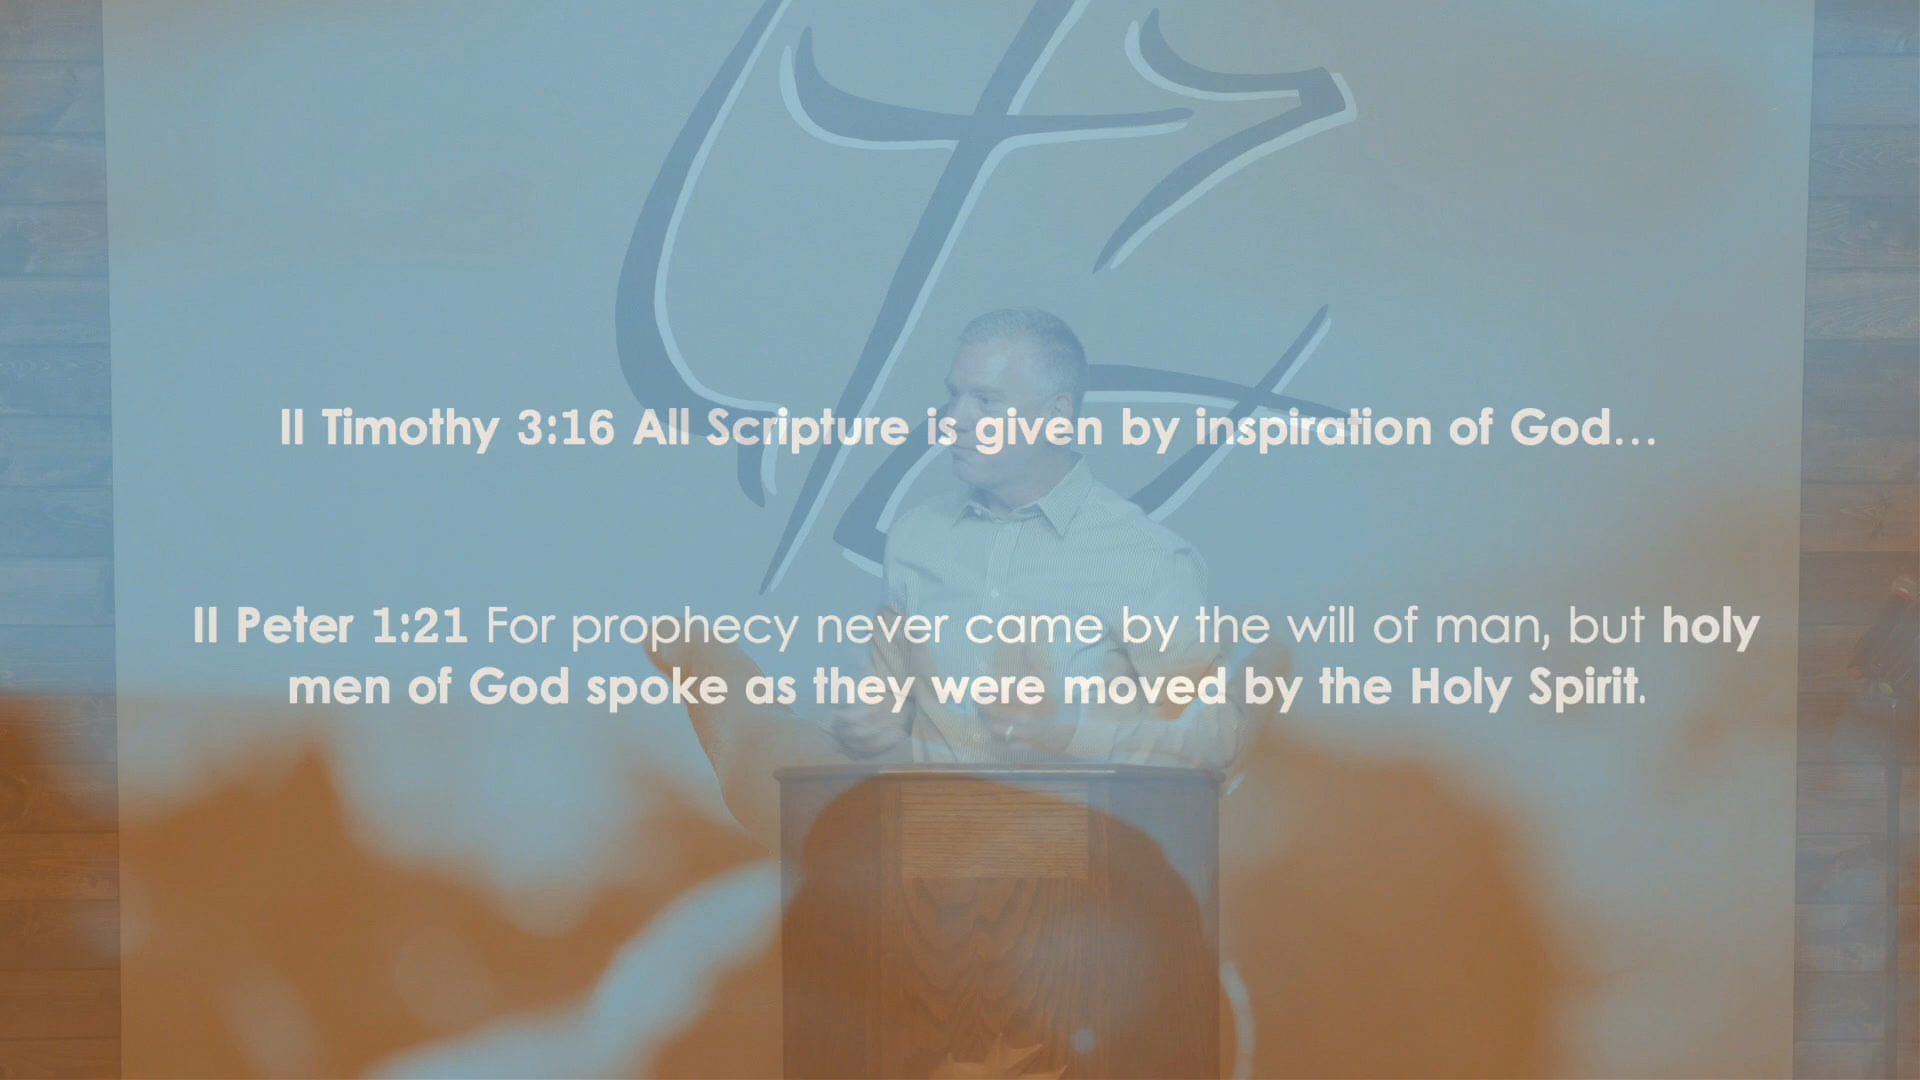 II Timothy 3:16 All Scripture is given by inspiration of God...
II Peter 1:21 For prophecy never came by the will of man, but holy
men of God spoke as they were moved by the Holy Spirit.